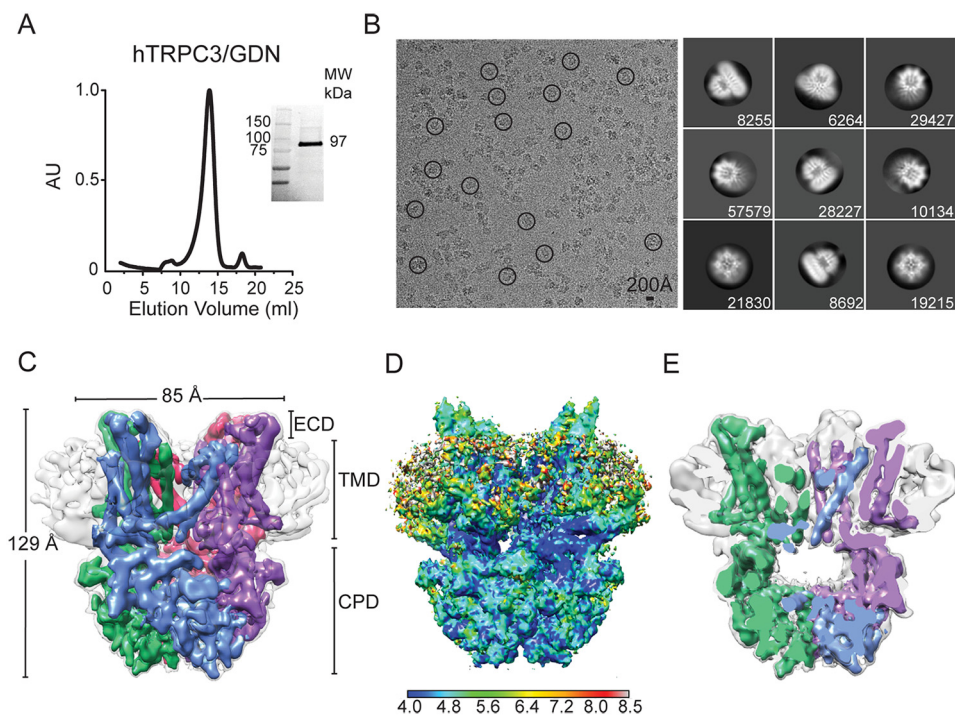 A
hTRPC3/GDN
MW
kDa
150
100
75
97
1.0
0.5
0
AU
0 5 10 15 20 25
Elution Volume (ml)
B
200Å
8255
6264
29427
57579
28227
10134
21830
8692
19215
C
85 Å
129 Å
ECD
TMD
CPD
D
4.0 4.8 5.6 6.4 7.2 8.0 8.5
E